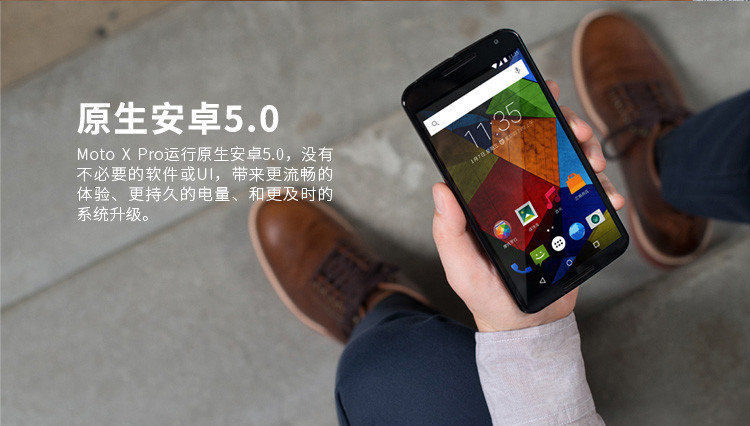 原生安卓5.0
Moto X Pro运行原生安卓5.0，没有
不必要的软件或UI，带来更流畅的
体验、更持久的电量、和更及时的
系统升级。
11:35